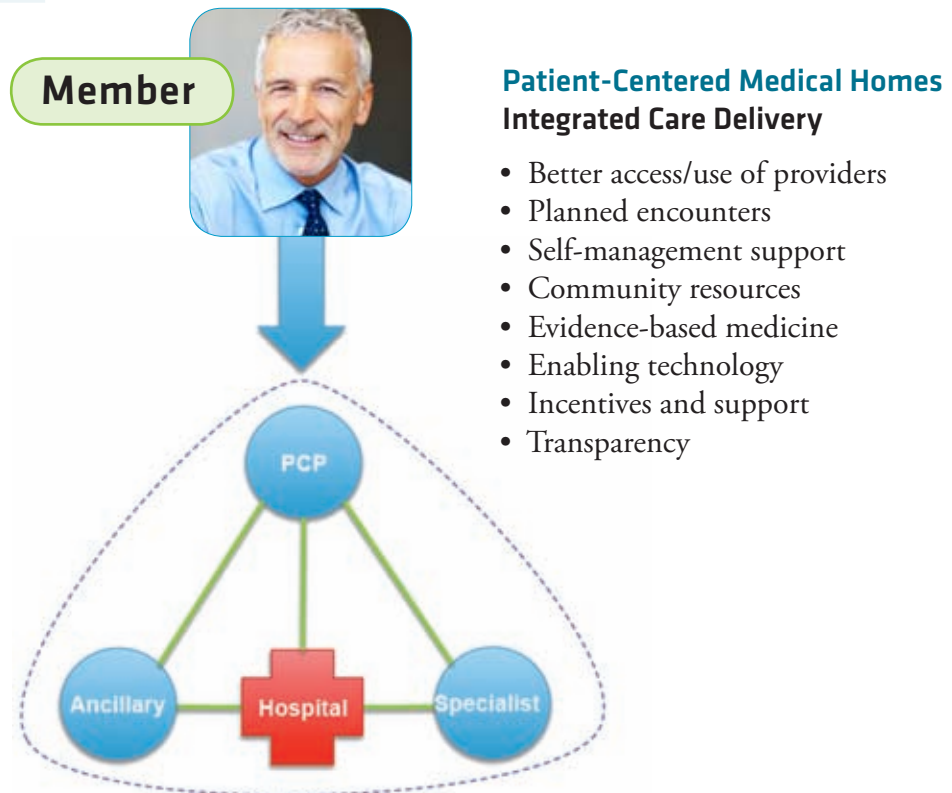 Member
Patient-Centered Medical Homes
Integrated Care Delivery
• Better access/use of providers
• Planned encounters
• Self-management support
• Community resources
• Evidence-based medicine
• Enabling technology
• Incentives and support
• Transparency
PCP
Ancillary
Hospital
Specialist